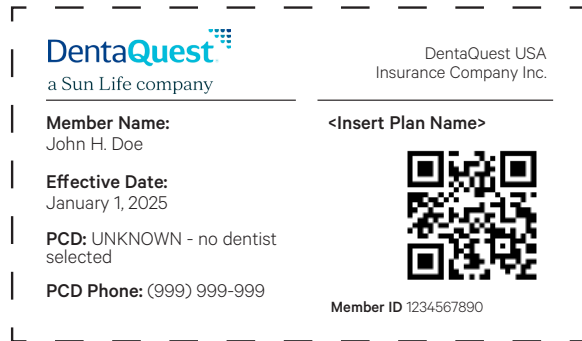 DentaQuest
a Sun Life company
DentaQuest USA
Insurance Company Inc.
Member Name:
John H. Doe
Effective Date:
January 1, 2025
PCD: UNKNOWN - no dentist
selected
PCD Phone: (999) 999-999
<Insert Plan Name>
Member ID 1234567890